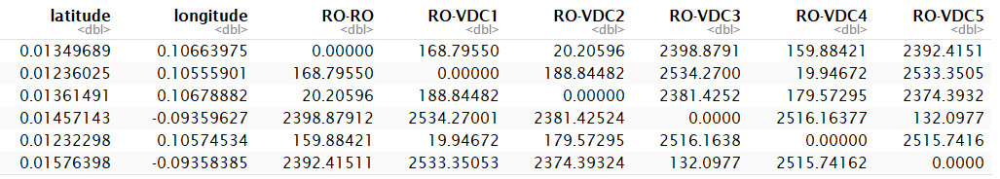 latitude longitude RO-RO RO-VDC1 RO-VDC2 RO-VDC3 RO-VDC4 RO-VDC5
<dbl> <dbl> <dbl> <dbl> <dbl> <dbl> <dbl> <dbl>
0.01349689 0.10663975 0.00000 168.79550 20.20596 2398.8791 159.88421 2392.4151
0.01236025 0.10555901 168.79550 0.00000 188.84482 2534.2700 19.94672 2533.3505
0.01361491 0.10678882 20.20596 188.84482 0.00000 2381.4252 179.57295 2374.3932
0.01457143 -0.09359627 2398.87912 2534.27001 2381.42524 0.0000 2516.16377 132.0977
0.01232298 0.10574534 159.88421 19.94672 179.57295 2516.1638 0.00000 2515.7416
0.01576398 -0.09358385 2392.41511 2533.35053 2374.39324 132.0977 2515.74162 0.0000